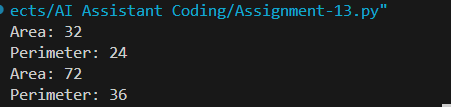 ects/AI Assistant Coding/Assignment-13.py"
Area: 32
Perimeter: 24
Area: 72
Perimeter: 36